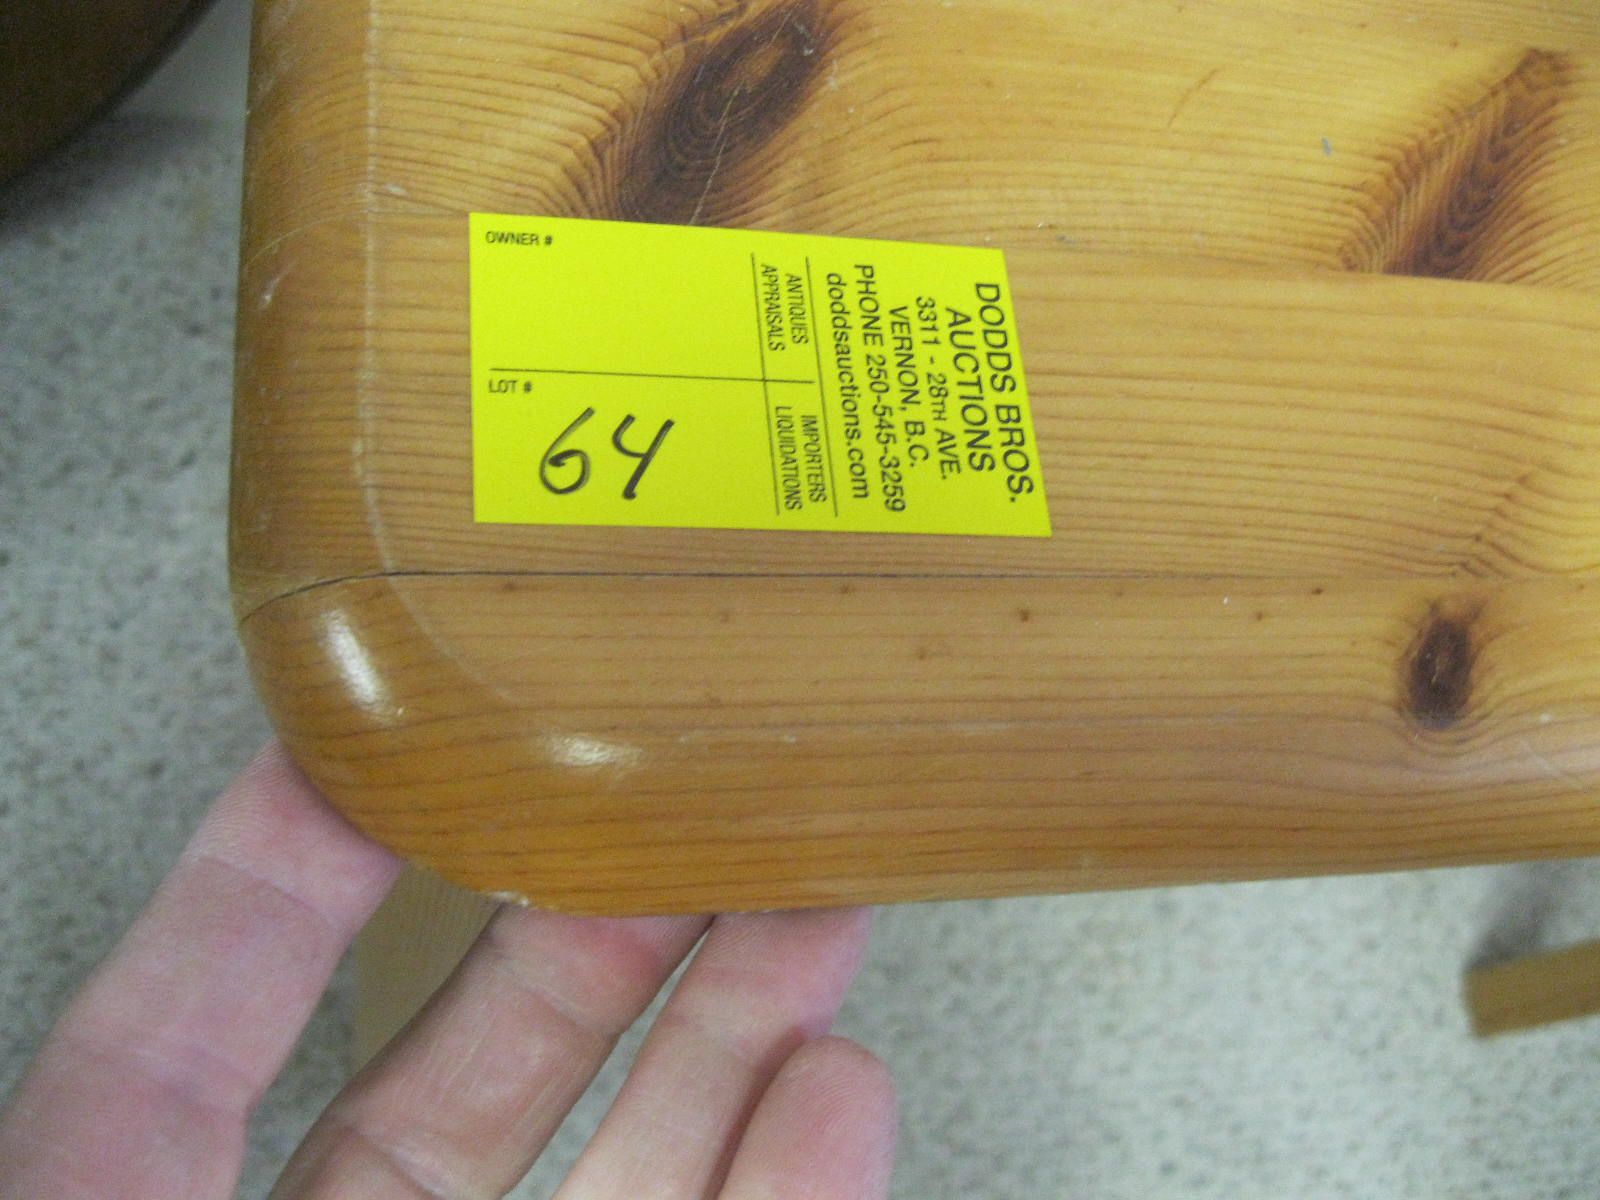 DODDS BROS.
AUCTIONS
3311 - 28TH AVE.
VERNON, B.C.
PHONE 250-545-3259
doddsauctions.com
ANTIQUES
APPRAISALS
IMPORTERS
LIQUIDATIONS
OWNER #
LOT #
64